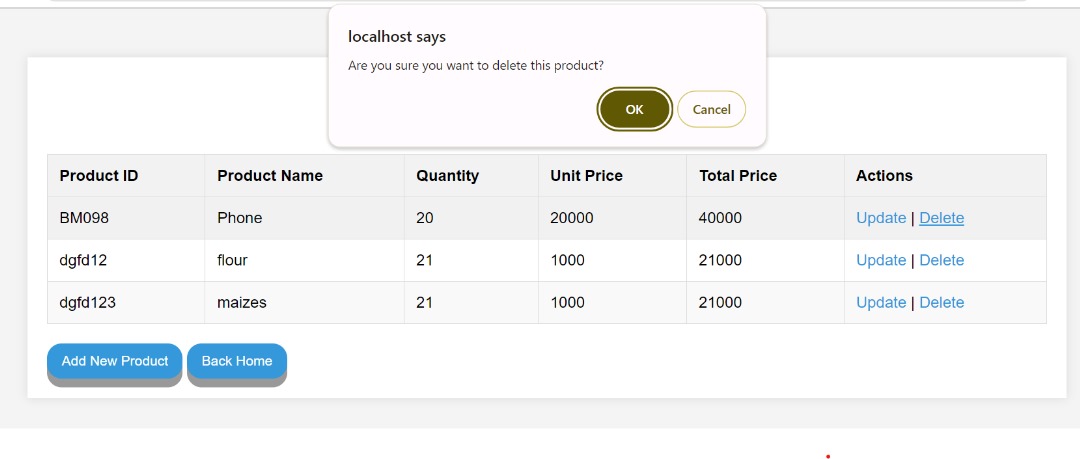 localhost says
Are you sure you want to delete this product?
OK Cancel
Product ID Product Name Quantity Unit Price Total Price Actions
BM098 Phone 20 20000 40000 Update | Delete
dgfd12 flour 21 1000 21000 Update | Delete
dgfd123 maizes 21 1000 21000 Update | Delete
Add New Product Back Home